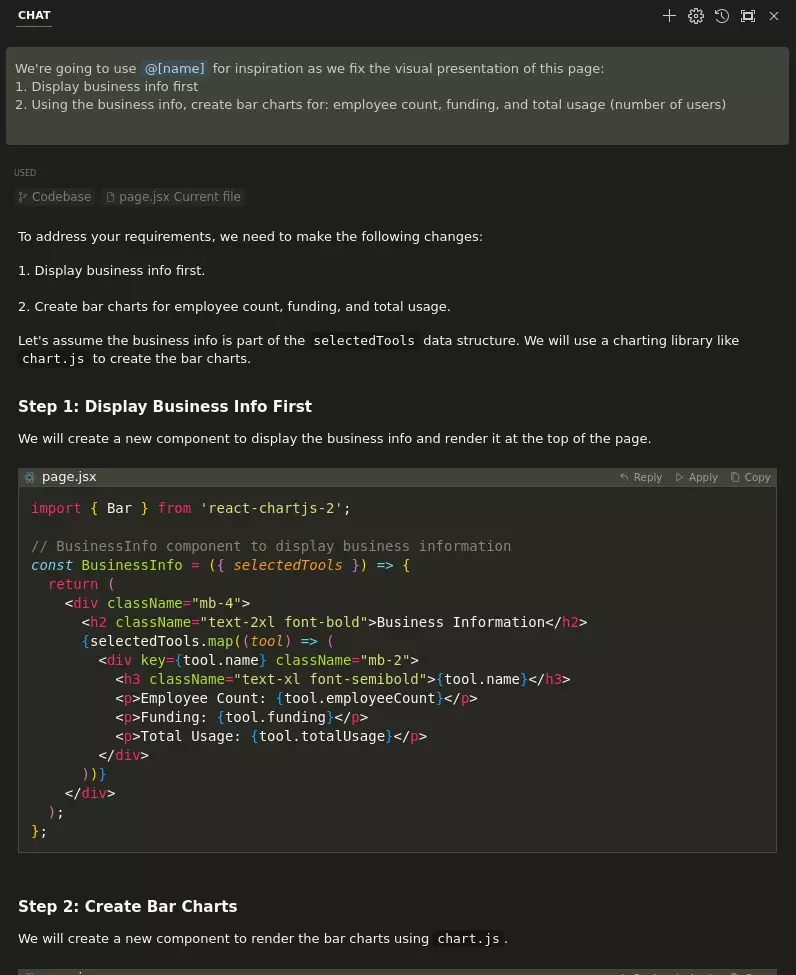 CHAT
We're going to use @[name] for inspiration as we fix the visual presentation of this page:
1. Display business info first
2. Using the business info, create bar charts for: employee count, funding, and total usage (number of users)
USED
Codebase page.jsx Current file
To address your requirements, we need to make the following changes:
1. Display business info first.
2. Create bar charts for employee count, funding, and total usage.
Let's assume the business info is part of the selectedTools data structure. We will use a charting library like
chart.js to create the bar charts.
Step 1: Display Business Info First
We will create a new component to display the business info and render it at the top of the page.
page.jsx Reply Apply Copy
import { Bar } from 'react-chartjs-2';
// BusinessInfo component to display business information
const BusinessInfo = ({ selectedTools }) => {
  return (
    <div className="mb-4">
      <h2 className="text-2xl font-bold">Business Information</h2>
      {selectedTools.map((tool) => (
        <div key={tool.name} className="mb-2">
          <h3 className="text-xl font-semibold">{tool.name}</h3>
          <p>Employee Count: {tool.employeeCount}</p>
          <p>Funding: {tool.funding}</p>
          <p>Total Usage: {tool.totalUsage}</p>
        </div>
      ))}
    </div>
  );
};
Step 2: Create Bar Charts
We will create a new component to render the bar charts using chart.js .